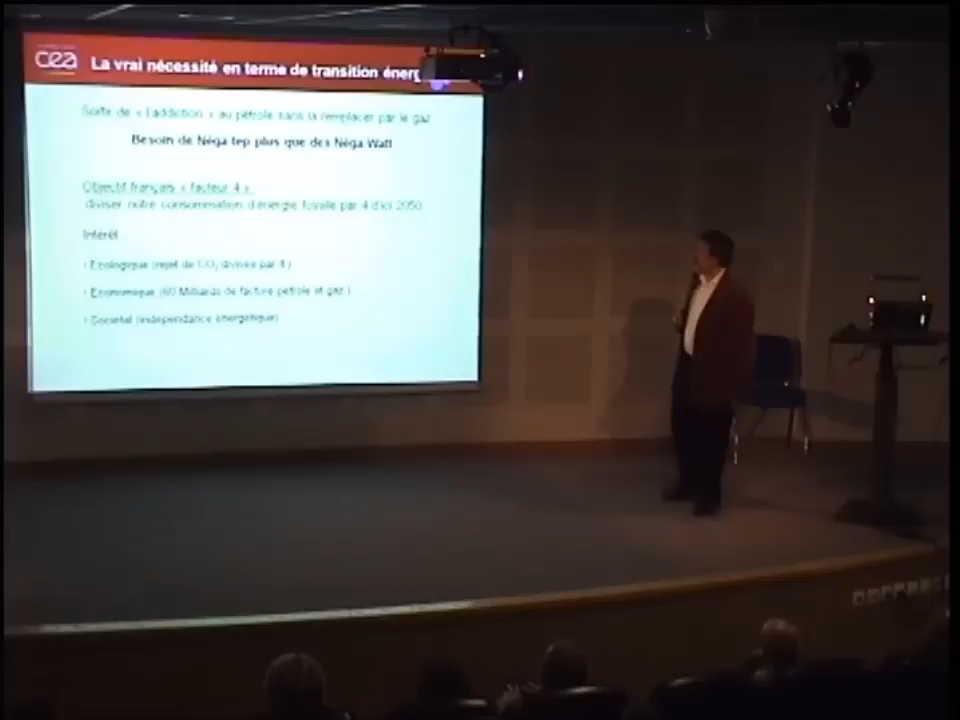 cea
La vrai nécessité en terme de transition énerg
Sortir de « l'addiction » au pétrole sans la remplacer par le gaz
Besoin de Néga tep plus que des Néga Watt
Objectif français « facteur 4 »
diviser notre consommation d'énergie fossile par 4 d'ici 2050
Intérêt
Ecologique (rejet de CO2 divisé par 4)
Economique (60 Milliards de facture pétrole et gaz )
Sociétal (indépendance énergétique)